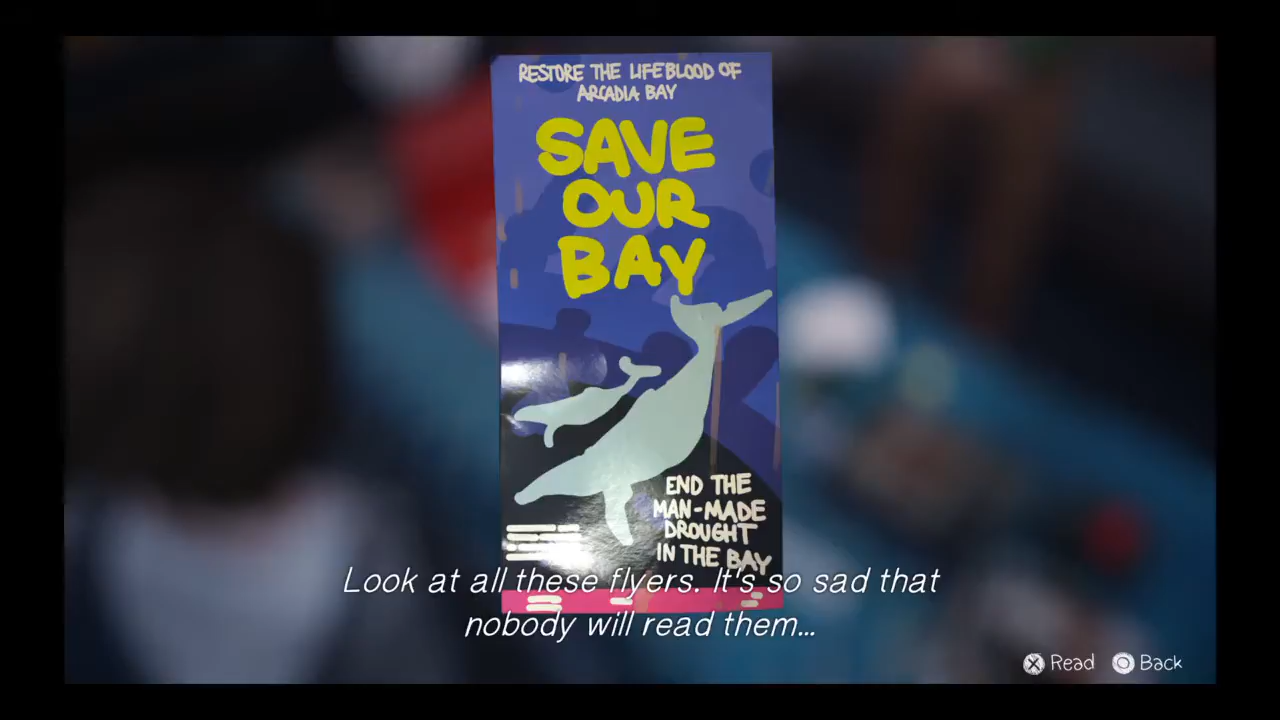 RESTORE THE LIFEBLOOD OF
ARCADIA BAY
SAVE
OUR
BAY
END THE
MAN-MADE
DROUGHT
IN THE BAY
Look at all these flyers. It's so sad that
nobody will read them...
Read Back